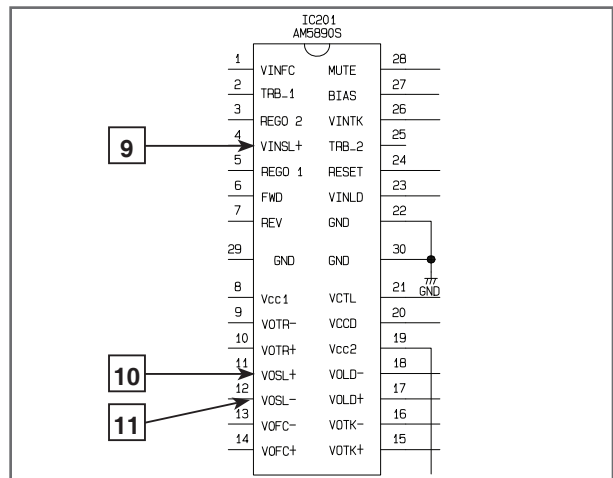 IC201
AM5890S
1 VINFC MUTE 28
2 TRB_1 BIAS 27
3 REGO 2 VINTK 26
9 4 VINSL+ TRB_2 25
5 REGO 1 RESET 24
6 FWD VINLD 23
7 REV GND 22
29 GND GND 30
GND
8 Vcc1 VCTL 21
9 VOTR- VCCD 20
10 VOTR+ Vcc2 19
10 11 VOSL+ VOLD- 18
11 12 VOSL- VOLD+ 17
13 VOFC- VOTK- 16
14 VOFC+ VOTK+ 15